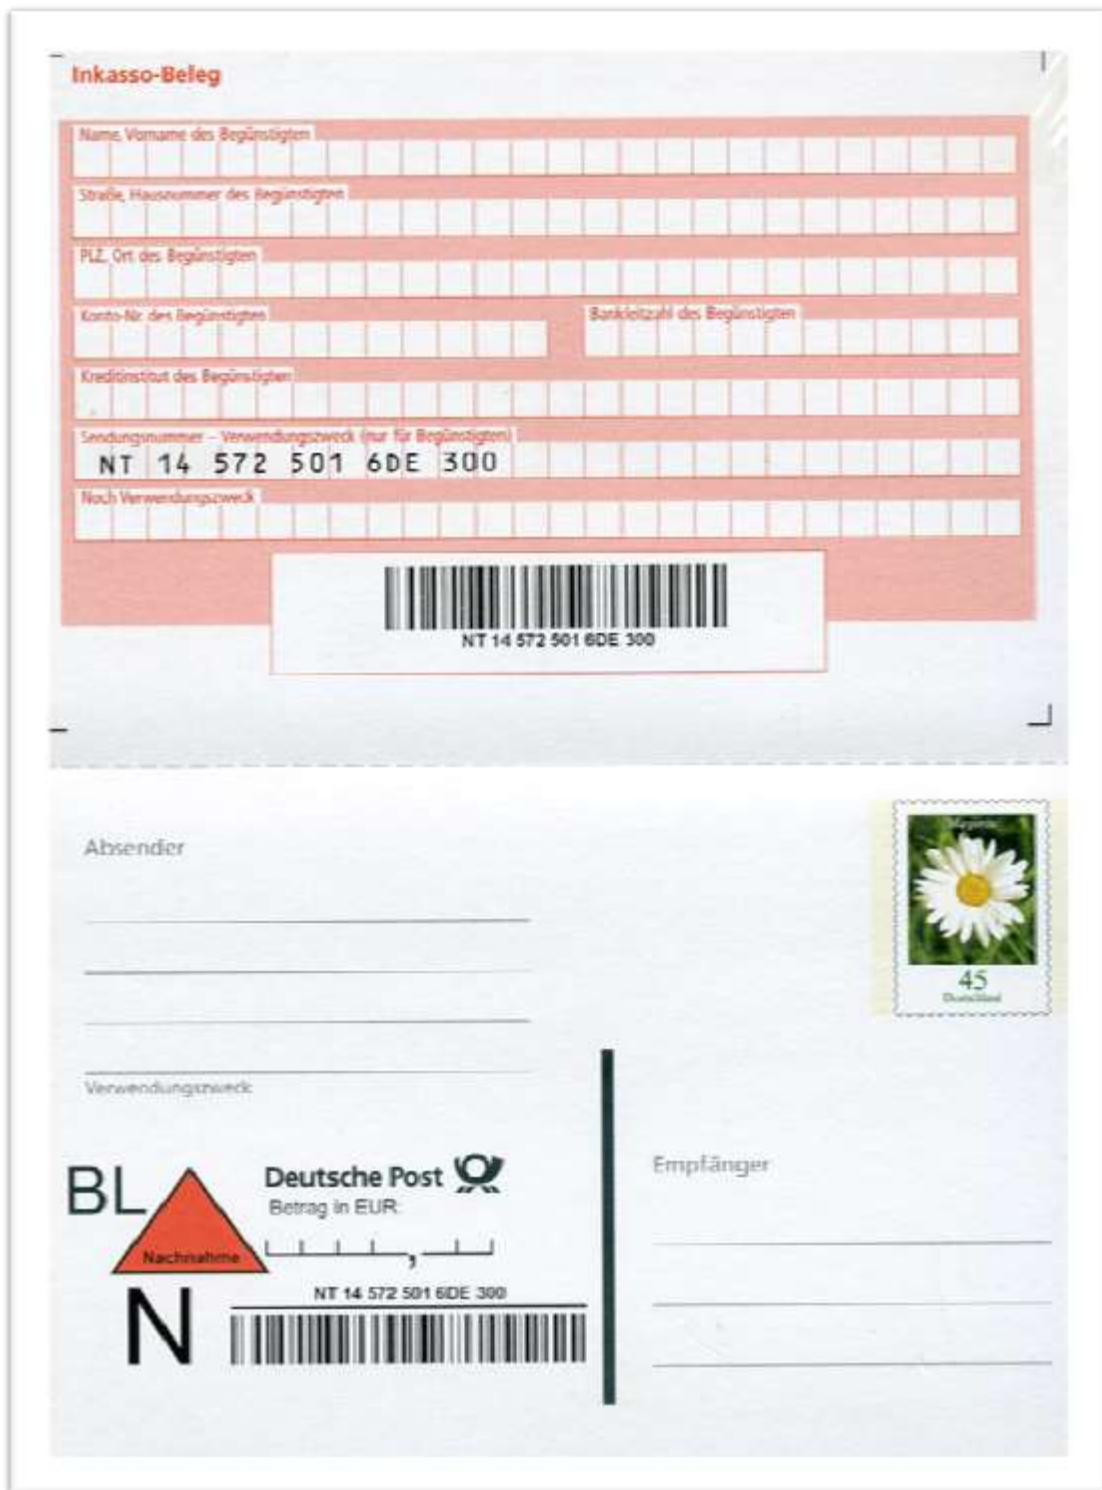 Inkasso-Beleg
Name, Vorname des Begünstigten
Straße, Hausnummer des Begünstigten
PLZ, Ort des Begünstigten
Konto-Nr. des Begünstigten Bankleitzahl des Begünstigten
Kreditinstitut des Begünstigten
Sendungsnummer – Verwendungszweck (nur für Begünstigten)
NT 14 572 501 6DE 300
Noch Verwendungszweck
NT 14 572 501 6DE 300
Absender
Margerite
45
Deutschland
Verwendungszweck
Empfänger
BL
Nachnahme
N
Deutsche Post
Betrag in EUR:
,
NT 14 572 501 6DE 300